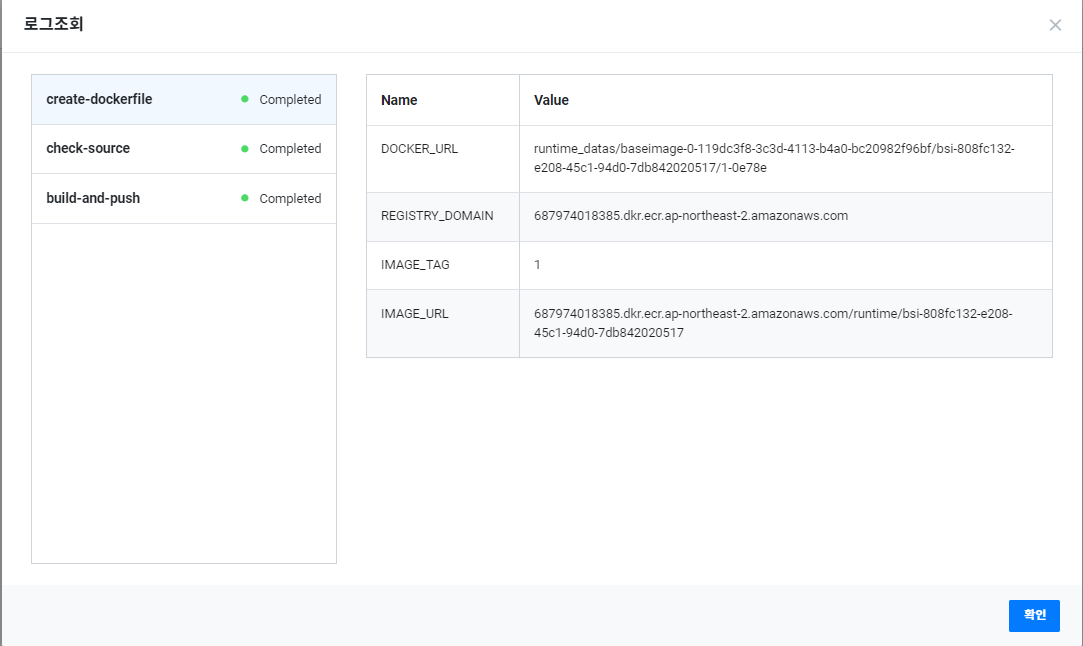 로그조회
create-dockerfile Completed
check-source Completed
build-and-push Completed
Name Value
DOCKER_URL runtime_datas/baseimage-0-119dc3f8-3c3d-4113-b4a0-bc20982f96bf/bsi-808fc132-
e208-45c1-94d0-7db842020517/1-0e78e
REGISTRY_DOMAIN 687974018385.dkr.ecr.ap-northeast-2.amazonaws.com
IMAGE_TAG 1
IMAGE_URL 687974018385.dkr.ecr.ap-northeast-2.amazonaws.com/runtime/bsi-808fc132-e208-
45c1-94d0-7db842020517
확인